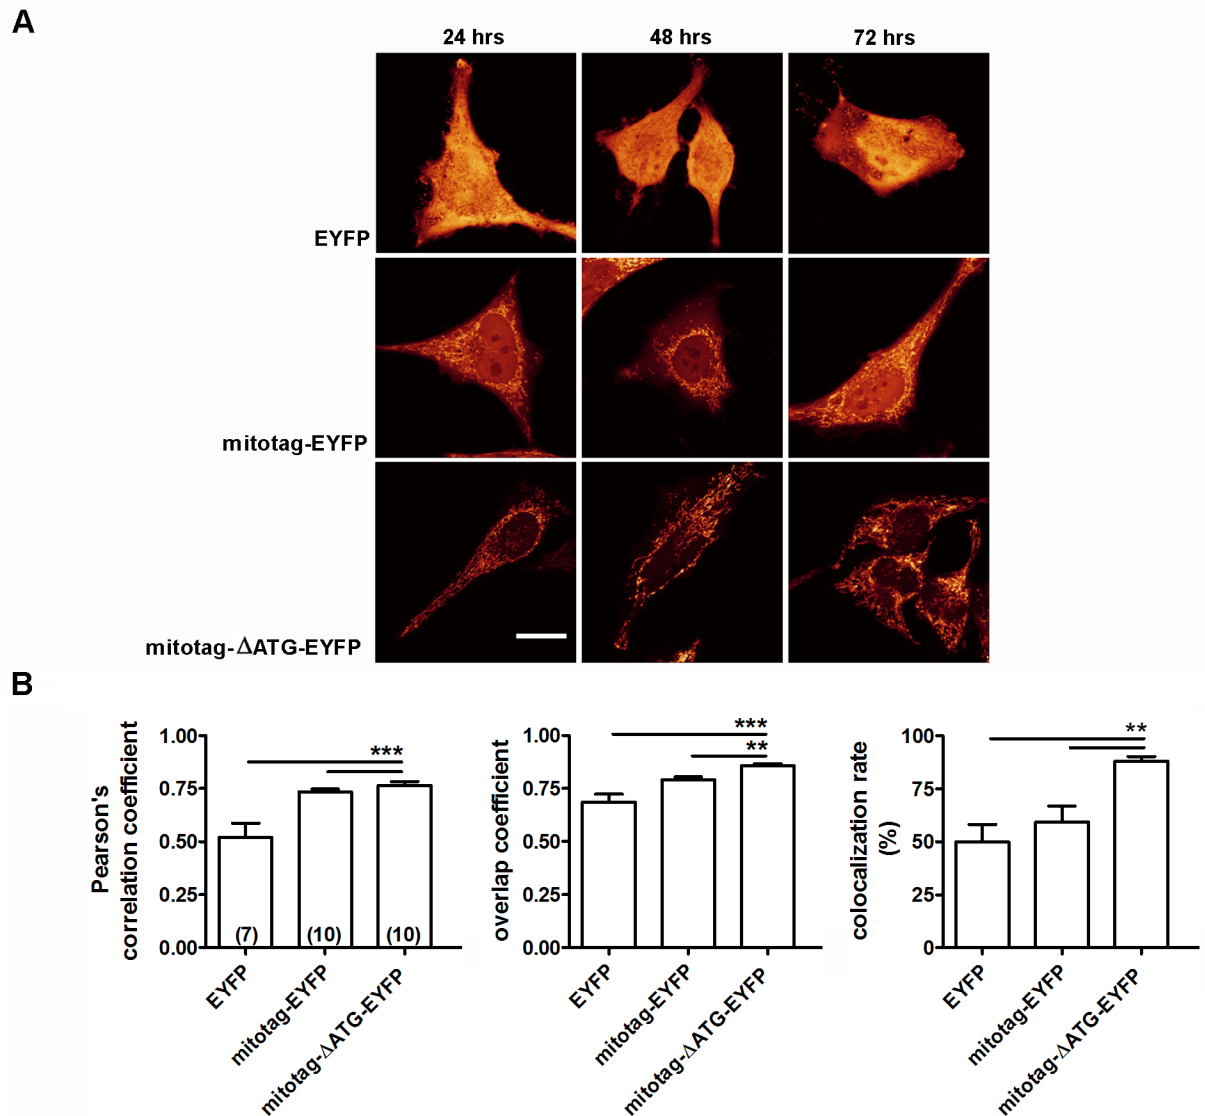 A
24 hrs
48 hrs
72 hrs
EYFP
mitotag-EYFP
mitotag-ΔATG-EYFP
B
Pearson's
correlation coefficient
1.00
0.75
0.50
0.25
0.00
***
(7)
(10)
(10)
EYFP
mitotag-EYFP
mitotag-ΔATG-EYFP
overlap coefficient
1.00
0.75
0.50
0.25
0.00
***
**
EYFP
mitotag-EYFP
mitotag-ΔATG-EYFP
colocalization rate
(%)
100
75
50
25
0
**
EYFP
mitotag-EYFP
mitotag-ΔATG-EYFP